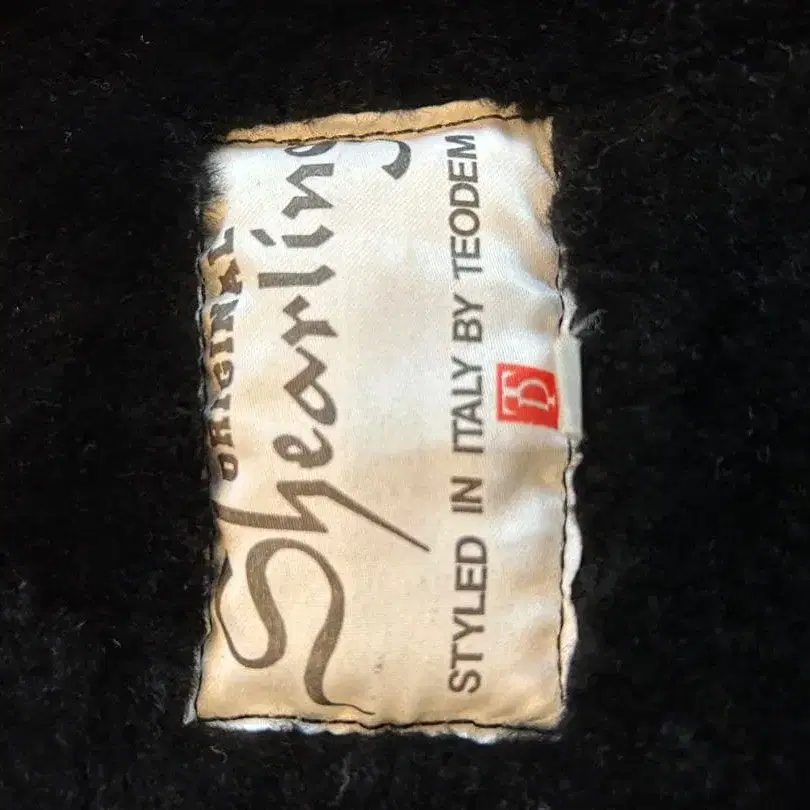 ORIGINAL
Shearling
STYLED IN ITALY BY TEODEM